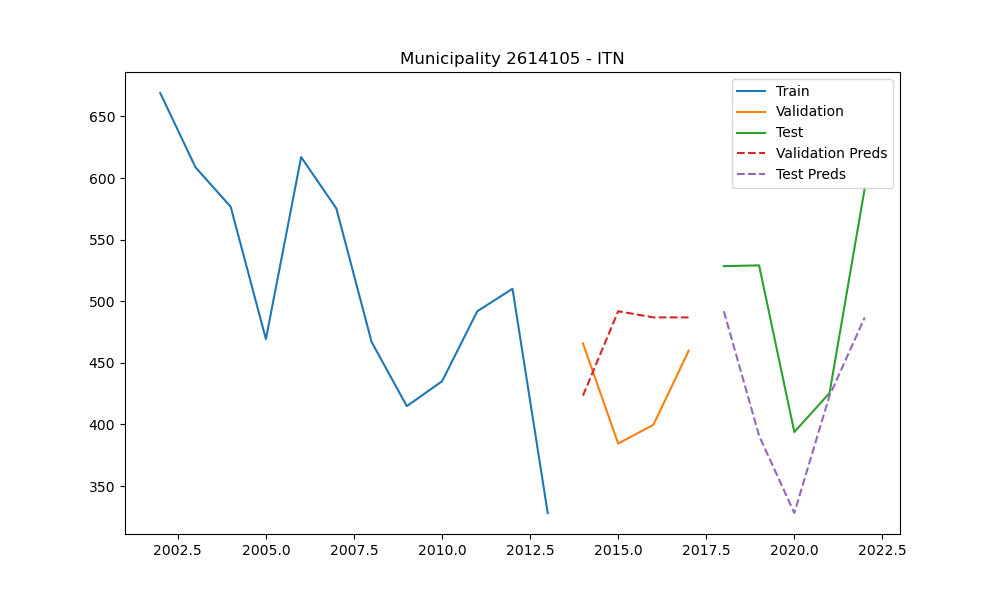 Municipality 2614105 - ITN
Train
Validation
Test
Validation Preds
Test Preds
650
600
550
500
450
400
350
2002.5 2005.0 2007.5 2010.0 2012.5 2015.0 2017.5 2020.0 2022.5